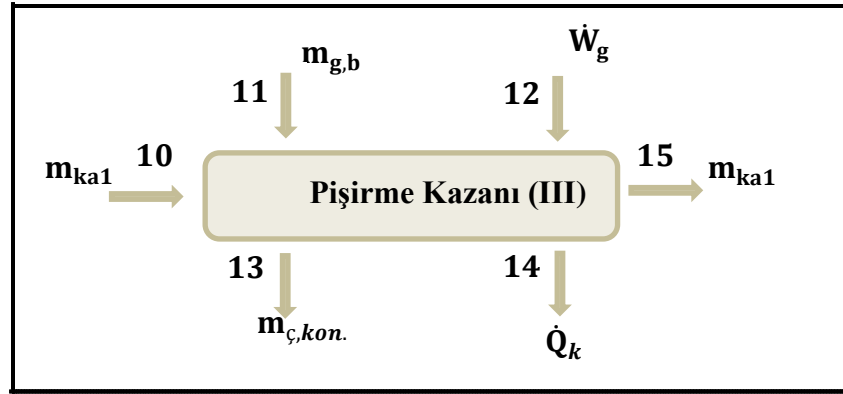 m_g,b
Ẇ_g
11
12
10
15
m_ka1
m_ka1
Pişirme Kazanı (III)
13
14
m_ç,kon.
Q̇_k